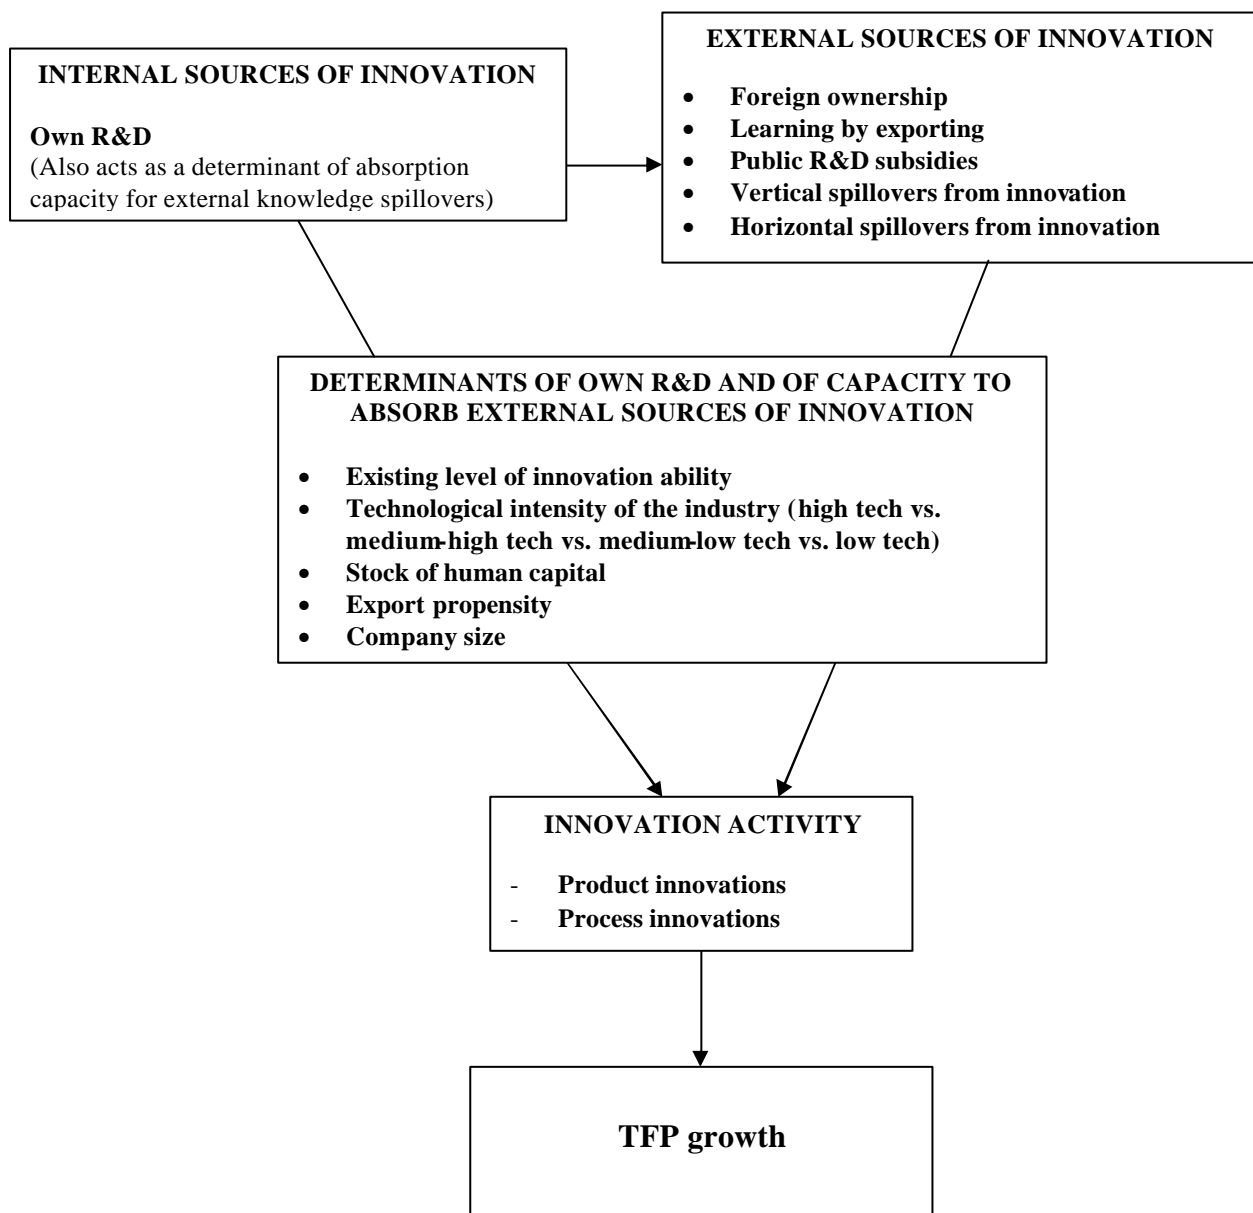 INTERNAL SOURCES OF INNOVATION
Own R&D
(Also acts as a determinant of absorption
capacity for external knowledge spillovers)
EXTERNAL SOURCES OF INNOVATION
• Foreign ownership
• Learning by exporting
• Public R&D subsidies
• Vertical spillovers from innovation
• Horizontal spillovers from innovation
DETERMINANTS OF OWN R&D AND OF CAPACITY TO
ABSORB EXTERNAL SOURCES OF INNOVATION
• Existing level of innovation ability
• Technological intensity of the industry (high tech vs.
medium-high tech vs. medium-low tech vs. low tech)
• Stock of human capital
• Export propensity
• Company size
INNOVATION ACTIVITY
- Product innovations
- Process innovations
TFP growth